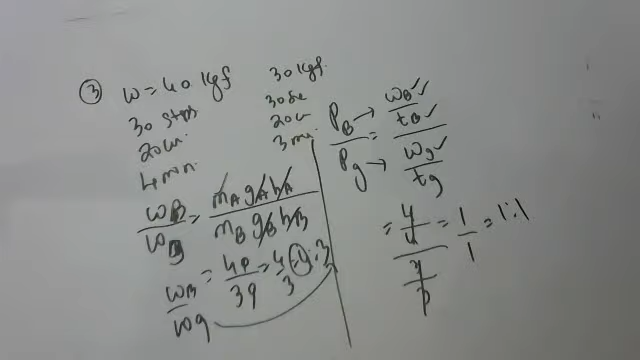 ③ W = 40 kgf 30 kgf.
30 steps 30 ste
20cm. 20cm
4min. 3min.
WB/Wg = mA g hA / mB g hB
WB/Wg = 40/30 = 4/3 = 4:3
PB/Pg = WB/tB / Wg/tg
= 4/4 / 3/3 = 1/1 = 1:1